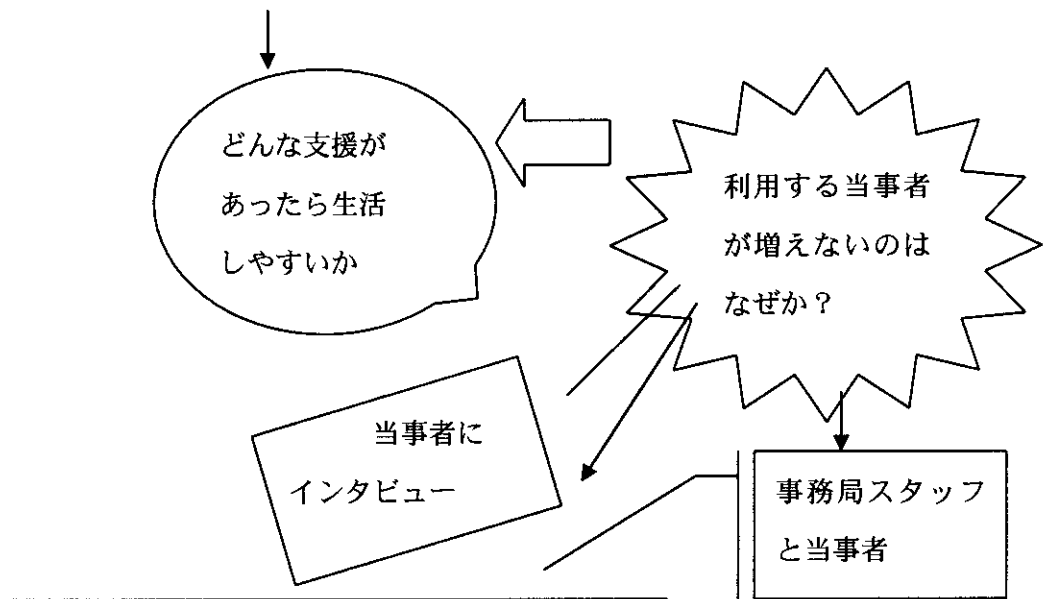 どんな支援が
あったら生活
しやすいか
利用する当事者
が増えないのは
なぜか？
当事者に
インタビュー
事務局スタッフ
と当事者